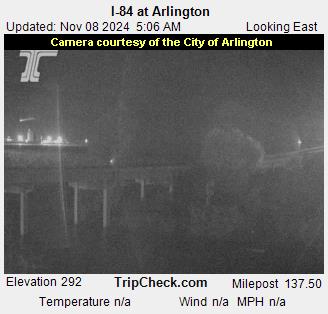 I-84 at Arlington
Updated: Nov 08 2024 5:06 AM Looking East
Camera courtesy of the City of Arlington
Elevation 292 TripCheck.com Milepost 137.50
Temperature n/a Wind n/a MPH n/a